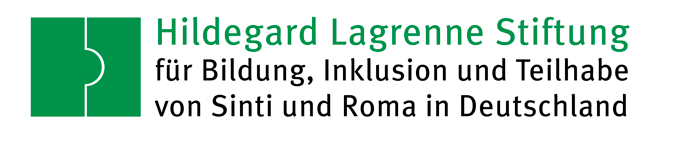 Hildegard Lagrenne Stiftung
für Bildung, Inklusion und Teilhabe
von Sinti und Roma in Deutschland